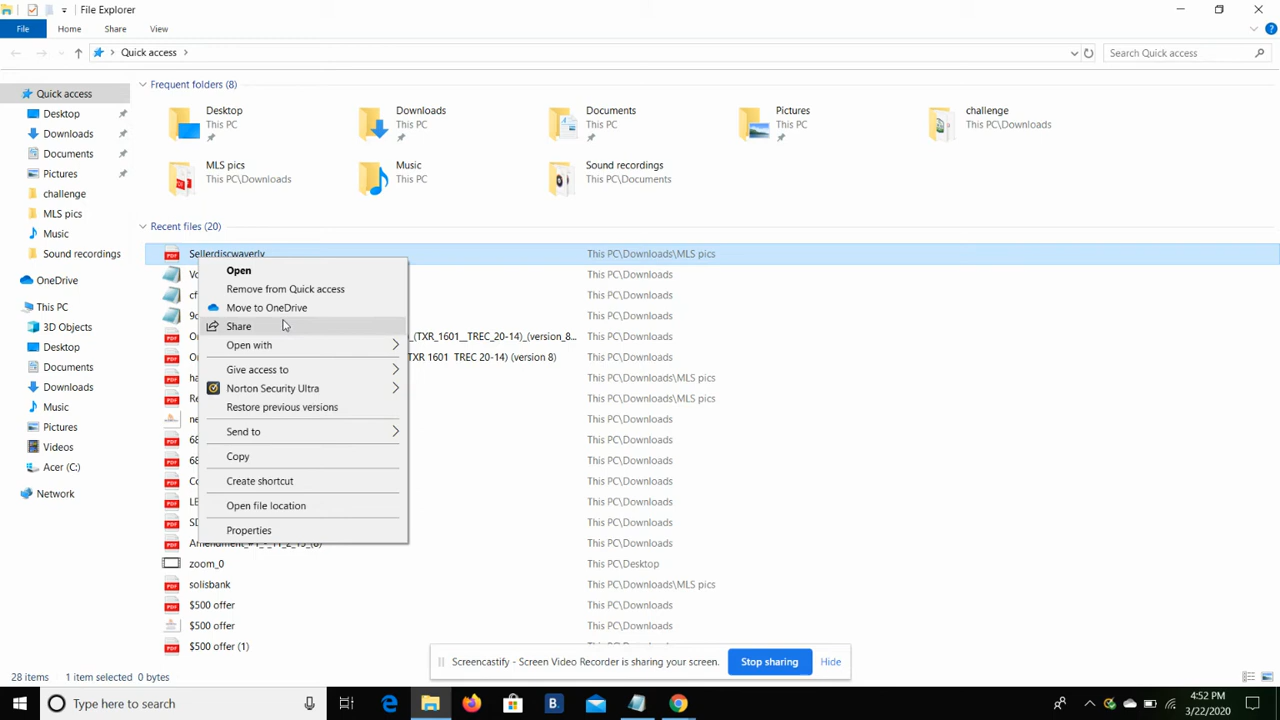 File Explorer
File Home Share View
Quick access
Search Quick access
Quick access
Desktop
Downloads
Documents
Pictures
challenge
MLS pics
Music
Sound recordings
OneDrive
This PC
3D Objects
Desktop
Documents
Downloads
Music
Pictures
Videos
Acer (C:)
Network
Frequent folders (8)
Desktop
This PC
Downloads
This PC
Documents
This PC
Pictures
This PC
challenge
This PC\Downloads
MLS pics
This PC\Downloads
Music
This PC
Sound recordings
This PC\Documents
Recent files (20)
Sellerdiscwaverly This PC\Downloads\MLS pics
This PC\Downloads
This PC\Downloads
This PC\Downloads
_(TXR_1601__TREC_20-14)_(version_8... This PC\Downloads
(TXR 1601 TREC 20-14) (version 8) This PC\Downloads
This PC\Downloads\MLS pics
This PC\Downloads\MLS pics
This PC\Downloads
This PC\Downloads
This PC\Downloads
This PC\Downloads
This PC\Downloads
This PC\Downloads
This PC\Downloads
zoom_0 This PC\Desktop
solisbank This PC\Downloads\MLS pics
$500 offer This PC\Downloads
$500 offer This PC\Downloads
$500 offer (1)
Open
Remove from Quick access
Move to OneDrive
Share
Open with
Give access to
Norton Security Ultra
Restore previous versions
Send to
Copy
Create shortcut
Open file location
Properties
Screencastify - Screen Video Recorder is sharing your screen. Stop sharing Hide
28 items 1 item selected 0 bytes
Type here to search
4:52 PM
3/22/2020